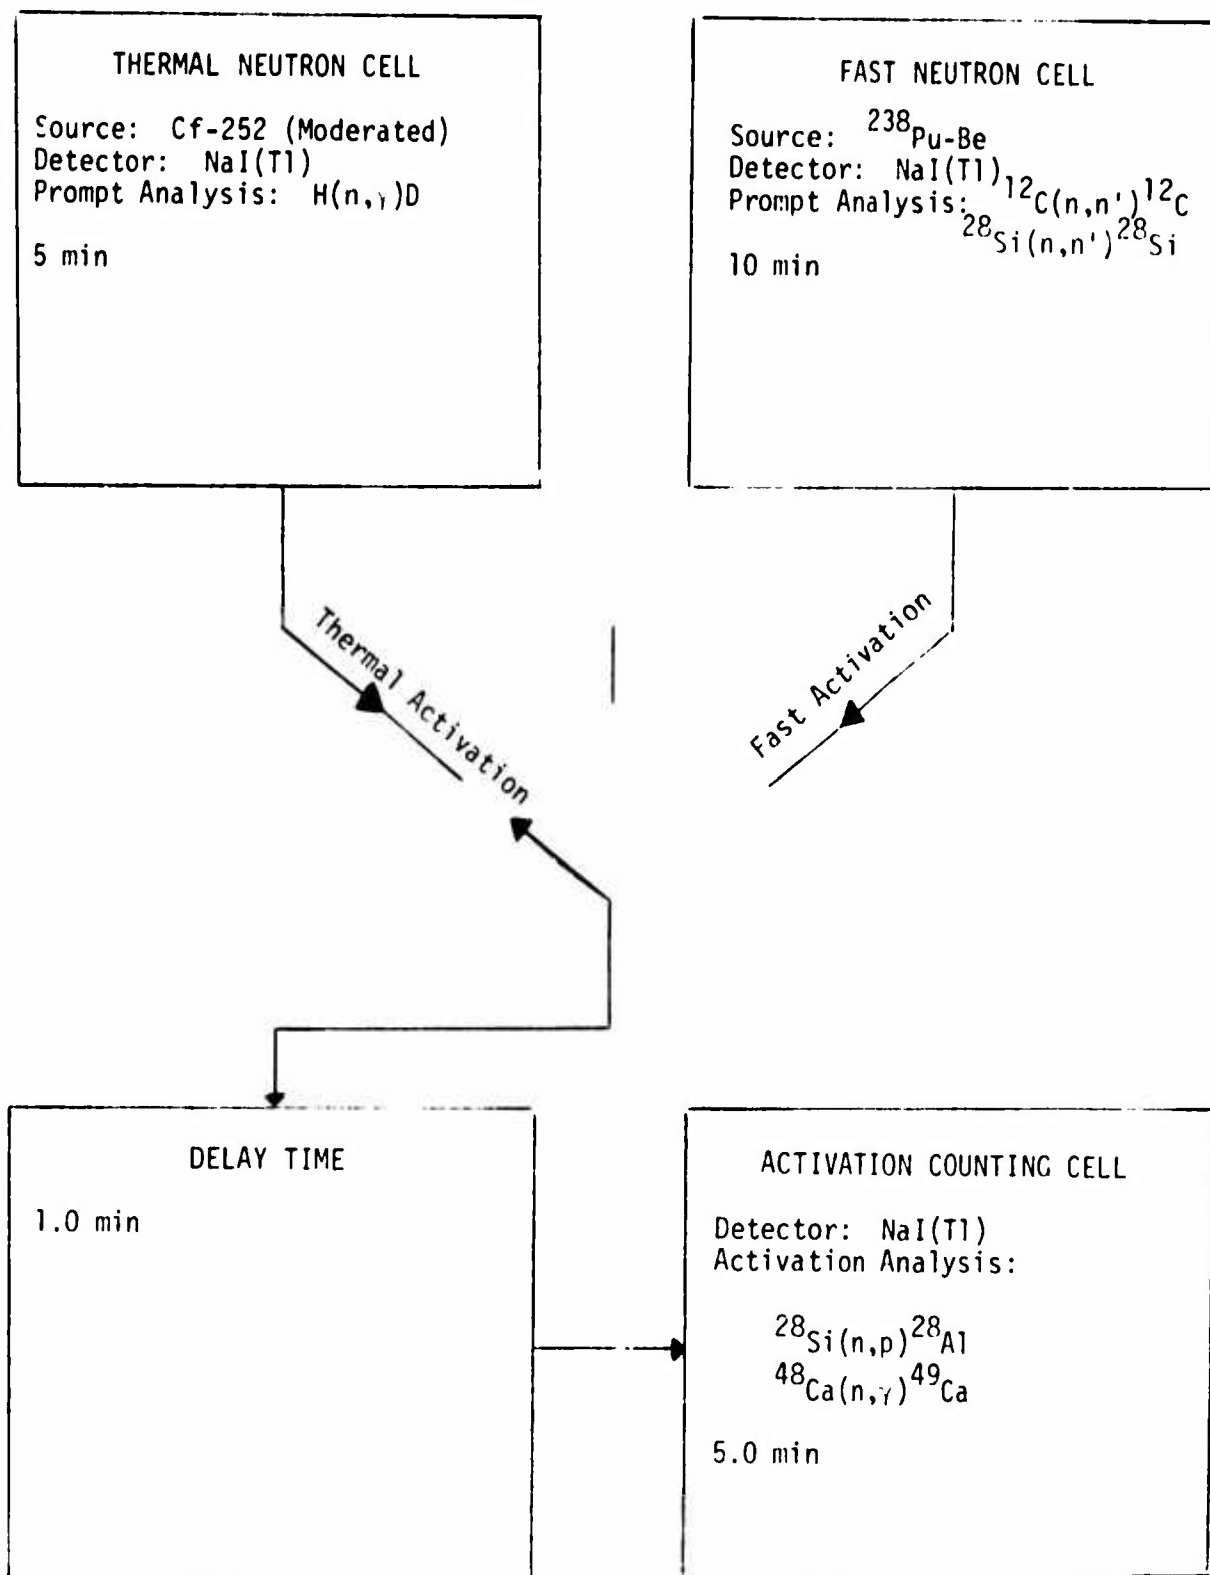 THERMAL NEUTRON CELL
Source: Cf-252 (Moderated)
Detector: NaI(Tl)
Prompt Analysis: H(n,γ)D
5 min
FAST NEUTRON CELL
Source: ²³⁸Pu-Be
Detector: NaI(Tl)
Prompt Analysis: ¹²C(n,n')¹²C
²⁸Si(n,n')²⁸Si
10 min
Thermal Activation
Fast Activation
DELAY TIME
1.0 min
ACTIVATION COUNTING CELL
Detector: NaI(Tl)
Activation Analysis:
²⁸Si(n,p)²⁸Al
⁴⁸Ca(n,γ)⁴⁹Ca
5.0 min